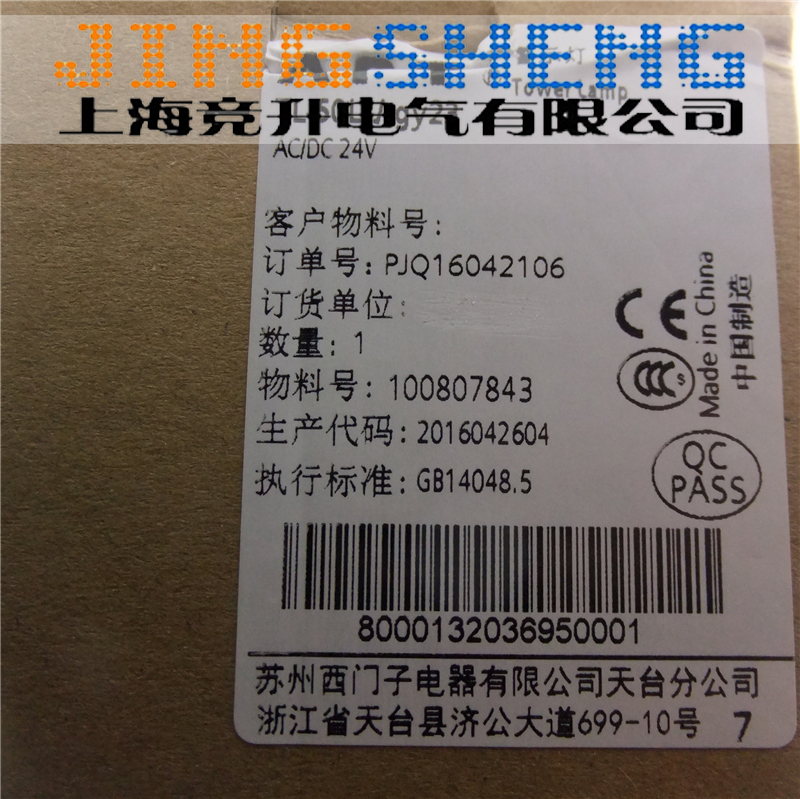 JINGSHENG
上海竞升电气有限公司
Tower Lamp
AC/DC 24V
客户物料号:
订单号: PJQ16042106
订货单位:
数量: 1
物料号: 100807843
生产代码: 2016042604
执行标准: GB14048.5
CE
CCC S
Made in China
中国制造
QC
PASS
8000132036950001
苏州西门子电器有限公司天台分公司
浙江省天台县济公大道699-10号 7